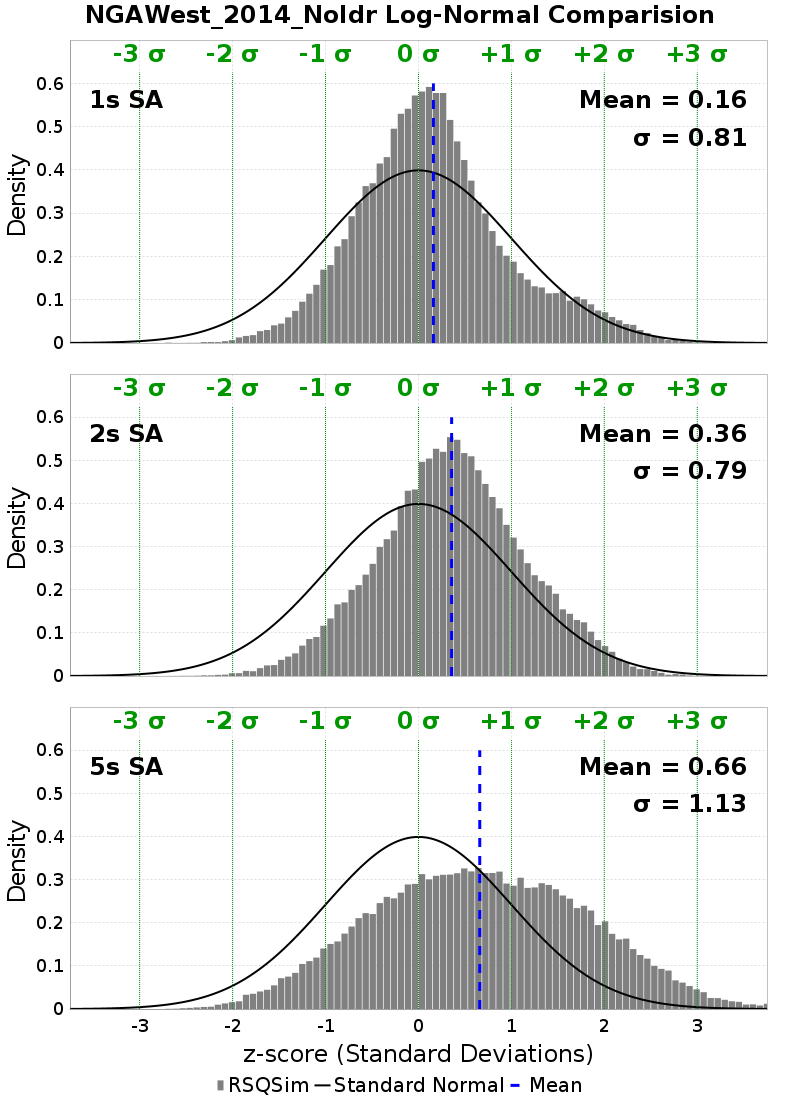 NGAWest_2014_NoIdr Log-Normal Comparision
-3 σ -2 σ -1 σ 0 σ +1 σ +2 σ +3 σ
0.6
1s SA Mean = 0.16
0.5
σ = 0.81
0.4
0.3
0.2
0.1
0
Density
-3 σ -2 σ -1 σ 0 σ +1 σ +2 σ +3 σ
0.6
2s SA Mean = 0.36
0.5
σ = 0.79
0.4
0.3
0.2
0.1
0
Density
-3 σ -2 σ -1 σ 0 σ +1 σ +2 σ +3 σ
0.6
5s SA Mean = 0.66
0.5
σ = 1.13
0.4
0.3
0.2
0.1
0
Density
-3 -2 -1 0 1 2 3
z-score (Standard Deviations)
RSQSim Standard Normal Mean